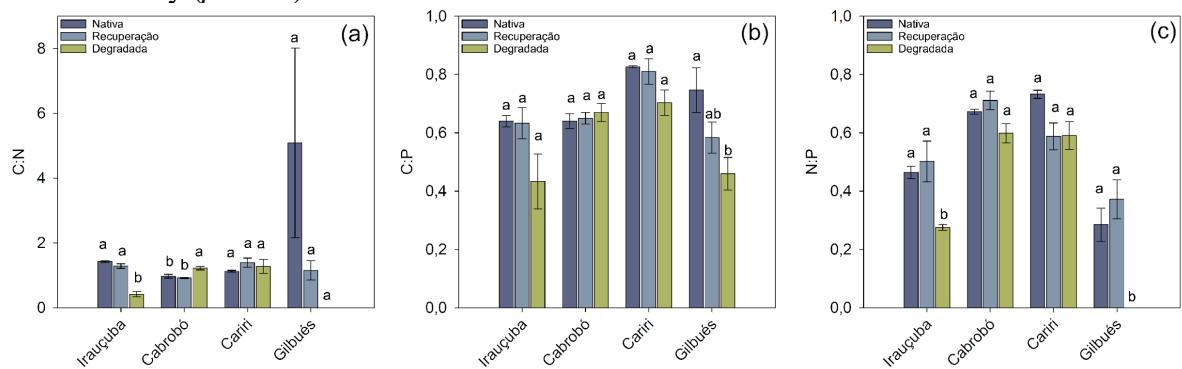 Nativa
Recuperação
Degradada
(a)
8
6
4
2
0
C:N
a
a
b
b
b
a
a
a
a
a
a
a
Irauçuba
Cabrobó
Cariri
Gilbués
Nativa
Recuperação
Degradada
(b)
1,0
0,8
0,6
0,4
0,2
0,0
C:P
a
a
a
a
a
a
a
a
a
a
ab
b
Irauçuba
Cabrobó
Cariri
Gilbués
Nativa
Recuperação
Degradada
(c)
1,0
0,8
0,6
0,4
0,2
0,0
N:P
a
a
b
a
a
a
a
a
a
a
a
b
Irauçuba
Cabrobó
Cariri
Gilbués